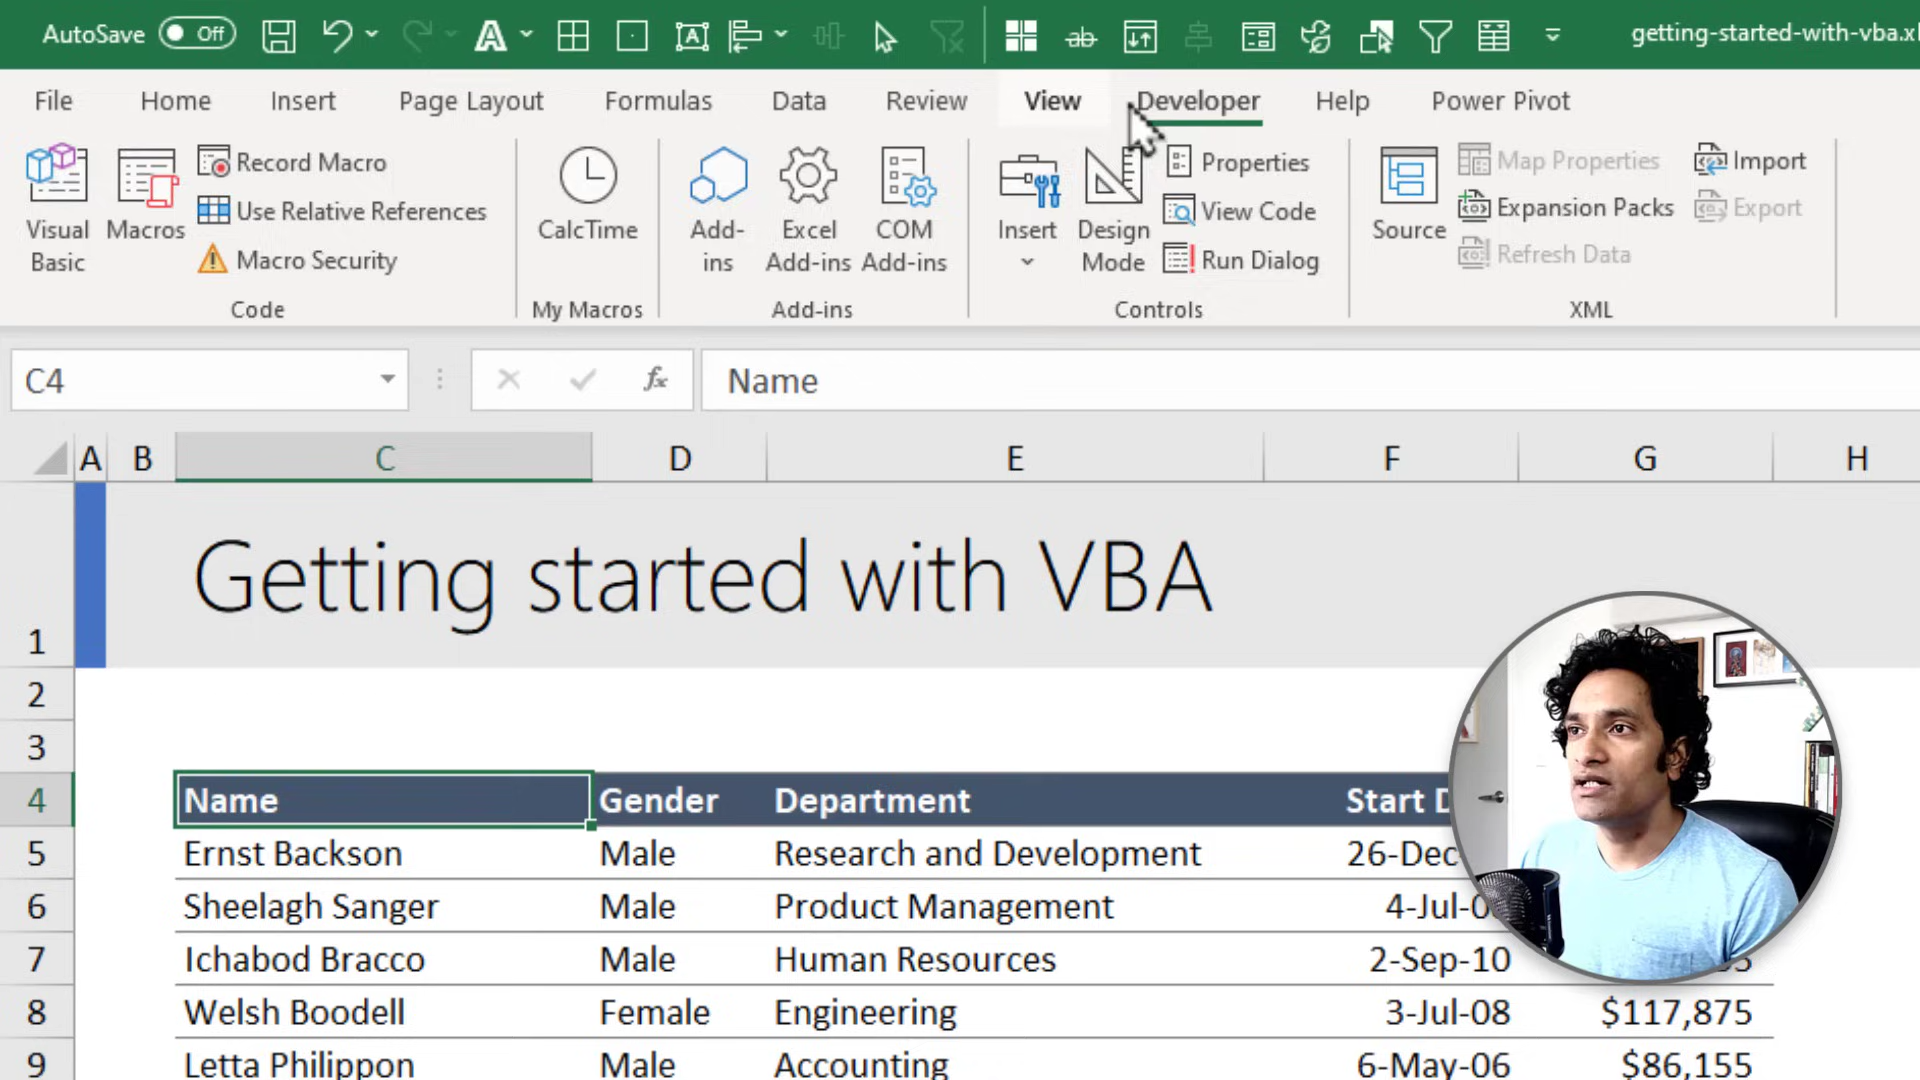 AutoSave Off getting-started-with-vba.xl
File Home Insert Page Layout Formulas Data Review View Developer Help Power Pivot
Visual Basic
Macros
Record Macro
Use Relative References
Macro Security
Code
CalcTime
My Macros
Add-ins
Excel Add-ins
COM Add-ins
Add-ins
Insert
Design Mode
Properties
View Code
Run Dialog
Controls
Source
Map Properties
Expansion Packs
Refresh Data
Import
Export
XML
C4 fx Name
A B C D E F G H
1 Getting started with VBA
2
3
4 Name Gender Department Start D
5 Ernst Backson Male Research and Development 26-Dec-
6 Sheelagh Sanger Male Product Management 4-Jul-0
7 Ichabod Bracco Male Human Resources 2-Sep-10
8 Welsh Boodell Female Engineering 3-Jul-08 $117,875
9 Letta Philippon Male Accounting 6-May-06 $86,155